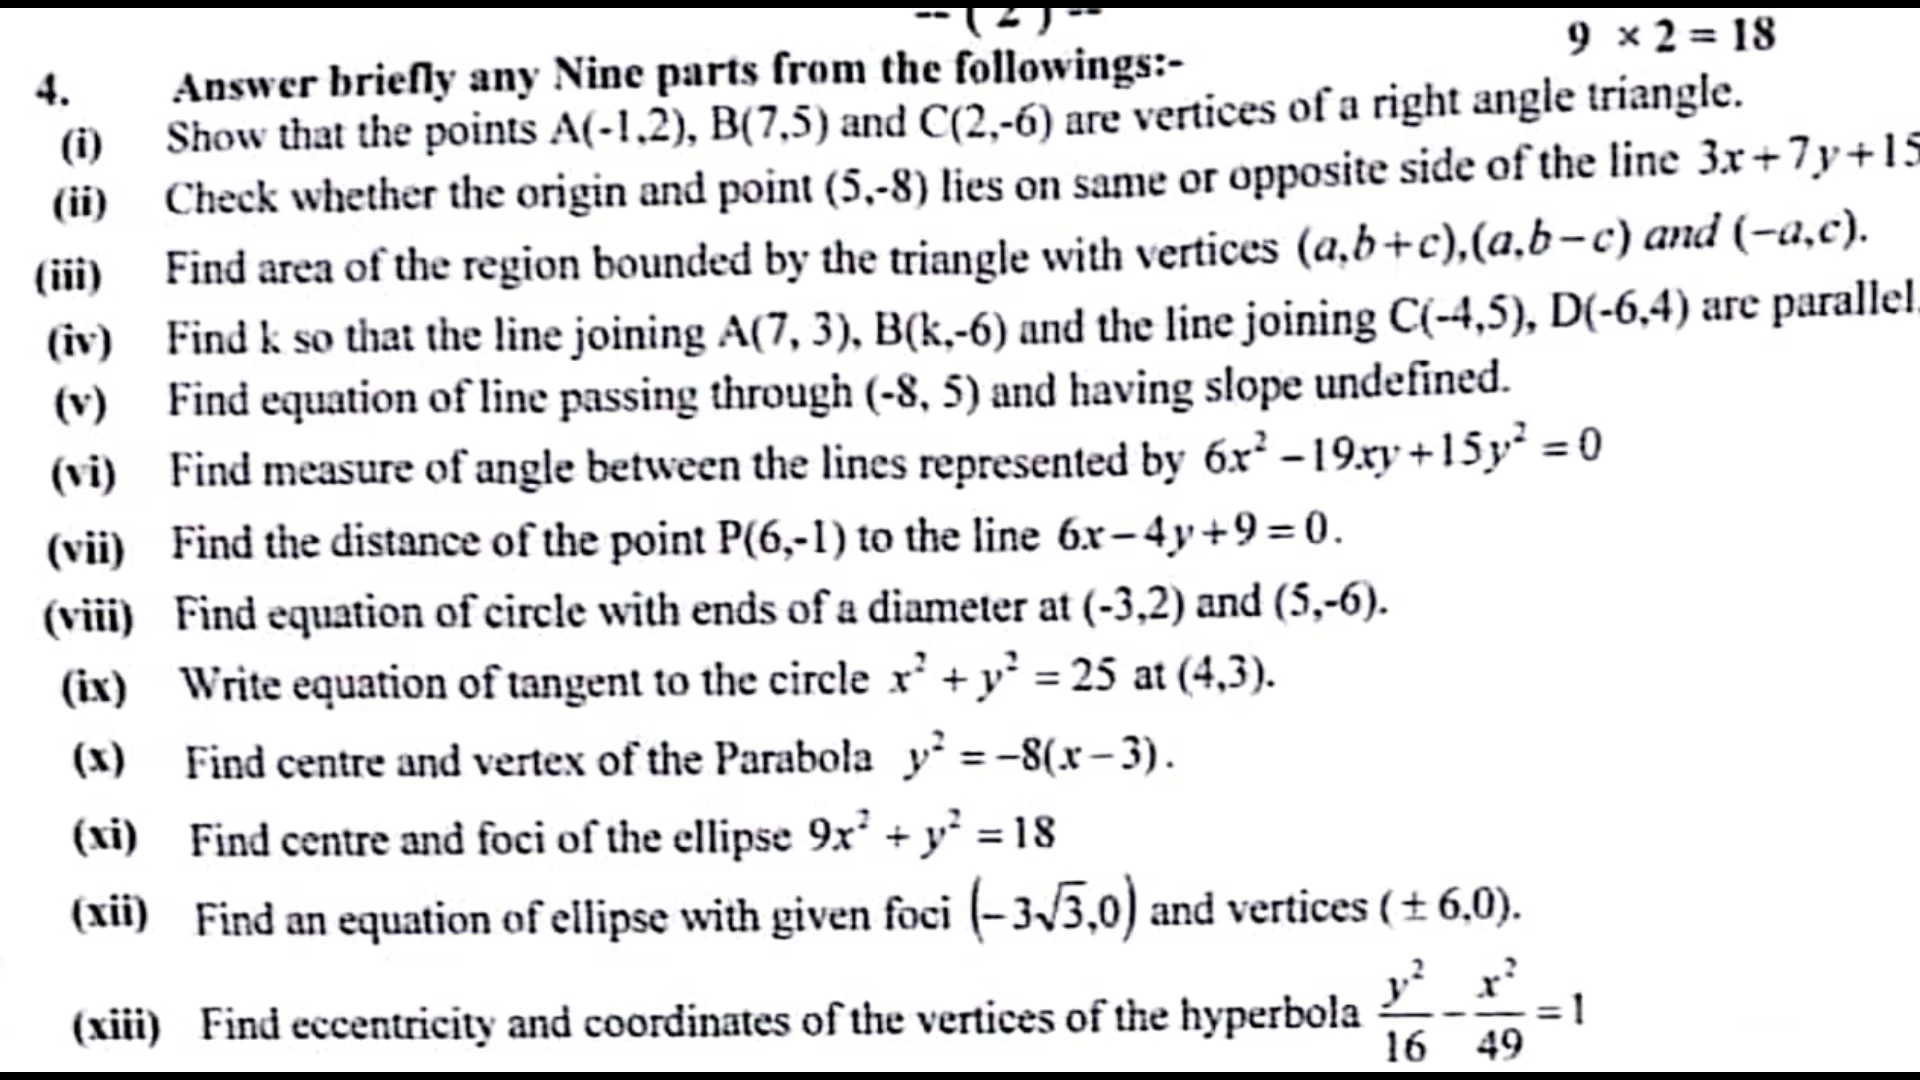 -- ( 2 ) --
9 × 2 = 18
4. Answer briefly any Nine parts from the followings:-
(i) Show that the points A(-1,2), B(7,5) and C(2,-6) are vertices of a right angle triangle.
(ii) Check whether the origin and point (5,-8) lies on same or opposite side of the line 3x+7y+15
(iii) Find area of the region bounded by the triangle with vertices (a,b+c),(a,b−c) and (−a,c).
(iv) Find k so that the line joining A(7, 3), B(k,-6) and the line joining C(-4,5), D(-6,4) are parallel.
(v) Find equation of line passing through (-8, 5) and having slope undefined.
(vi) Find measure of angle between the lines represented by 6x² −19xy+15y² = 0
(vii) Find the distance of the point P(6,-1) to the line 6x−4y+9=0.
(viii) Find equation of circle with ends of a diameter at (-3,2) and (5,-6).
(ix) Write equation of tangent to the circle x² + y² = 25 at (4,3).
(x) Find centre and vertex of the Parabola y² = −8(x−3).
(xi) Find centre and foci of the ellipse 9x² + y² = 18
(xii) Find an equation of ellipse with given foci (−3√3,0) and vertices (± 6,0).
(xiii) Find eccentricity and coordinates of the vertices of the hyperbola y²/16 − x²/49 = 1